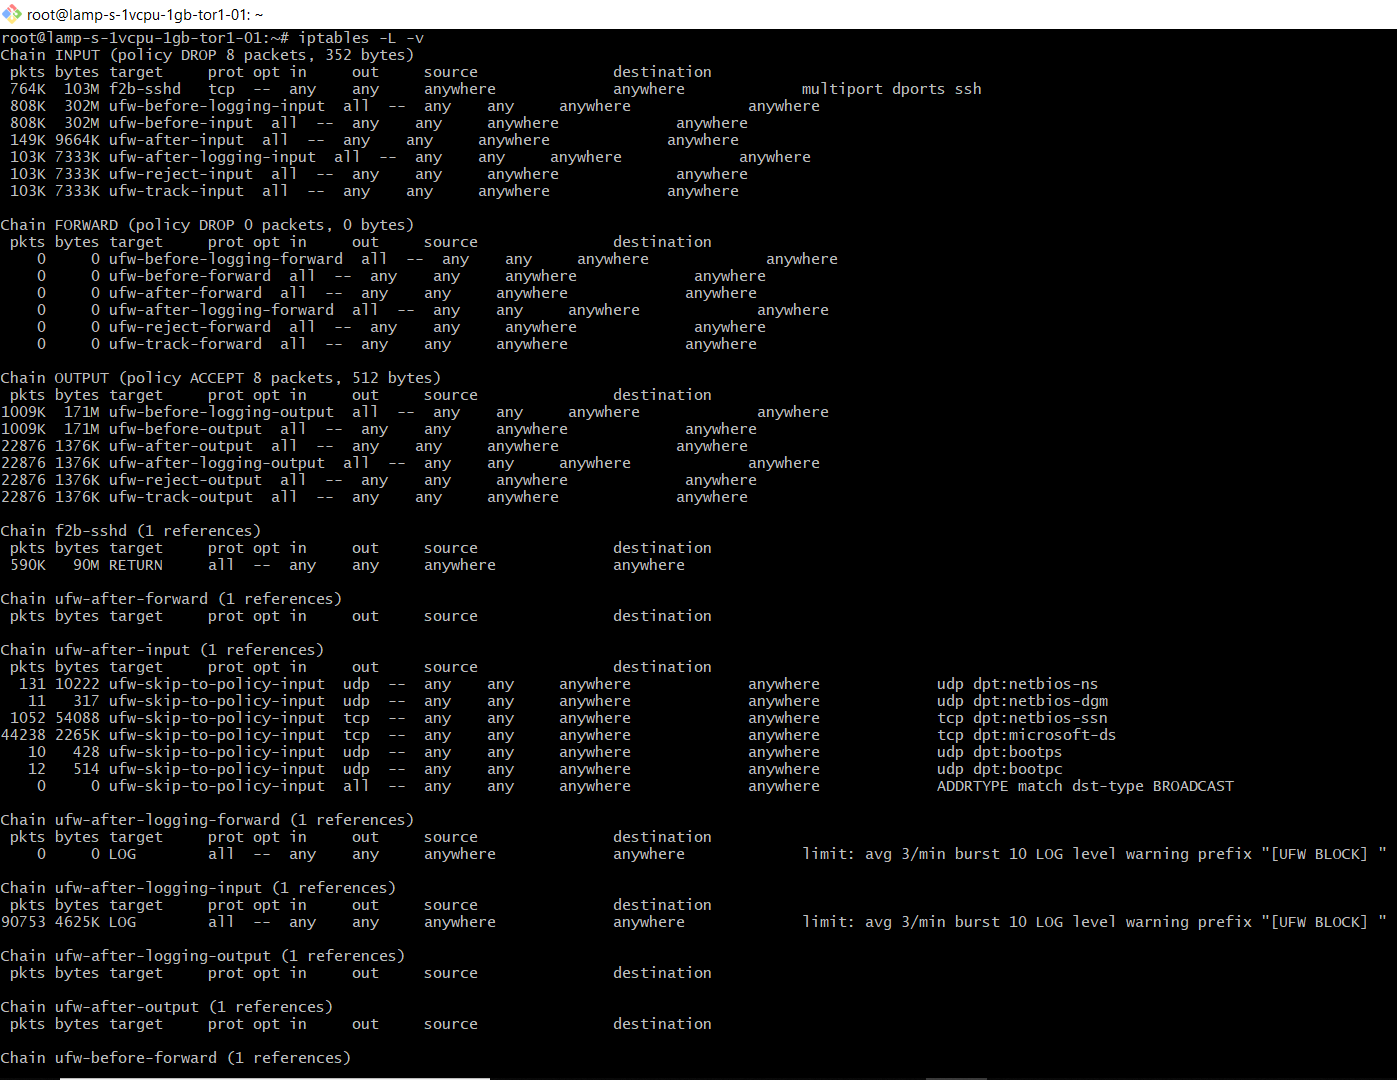 root@lamp-s-1vcpu-1gb-tor1-01: ~
root@lamp-s-1vcpu-1gb-tor1-01:~# iptables -L -v
Chain INPUT (policy DROP 8 packets, 352 bytes)
 pkts bytes target     prot opt in     out     source               destination
 764K  103M f2b-sshd   tcp  --  any    any     anywhere             anywhere             multiport dports ssh
 808K  302M ufw-before-logging-input  all  --  any    any     anywhere             anywhere
 808K  302M ufw-before-input  all  --  any    any     anywhere             anywhere
 149K 9664K ufw-after-input  all  --  any    any     anywhere             anywhere
 103K 7333K ufw-after-logging-input  all  --  any    any     anywhere             anywhere
 103K 7333K ufw-reject-input  all  --  any    any     anywhere             anywhere
 103K 7333K ufw-track-input  all  --  any    any     anywhere             anywhere
Chain FORWARD (policy DROP 0 packets, 0 bytes)
 pkts bytes target     prot opt in     out     source               destination
    0     0 ufw-before-logging-forward  all  --  any    any     anywhere             anywhere
    0     0 ufw-before-forward  all  --  any    any     anywhere             anywhere
    0     0 ufw-after-forward  all  --  any    any     anywhere             anywhere
    0     0 ufw-after-logging-forward  all  --  any    any     anywhere             anywhere
    0     0 ufw-reject-forward  all  --  any    any     anywhere             anywhere
    0     0 ufw-track-forward  all  --  any    any     anywhere             anywhere
Chain OUTPUT (policy ACCEPT 8 packets, 512 bytes)
 pkts bytes target     prot opt in     out     source               destination
1009K  171M ufw-before-logging-output  all  --  any    any     anywhere             anywhere
1009K  171M ufw-before-output  all  --  any    any     anywhere             anywhere
22876 1376K ufw-after-output  all  --  any    any     anywhere             anywhere
22876 1376K ufw-after-logging-output  all  --  any    any     anywhere             anywhere
22876 1376K ufw-reject-output  all  --  any    any     anywhere             anywhere
22876 1376K ufw-track-output  all  --  any    any     anywhere             anywhere
Chain f2b-sshd (1 references)
 pkts bytes target     prot opt in     out     source               destination
 590K   90M RETURN     all  --  any    any     anywhere             anywhere
Chain ufw-after-forward (1 references)
 pkts bytes target     prot opt in     out     source               destination
Chain ufw-after-input (1 references)
 pkts bytes target     prot opt in     out     source               destination
  131 10222 ufw-skip-to-policy-input  udp  --  any    any     anywhere             anywhere             udp dpt:netbios-ns
   11   317 ufw-skip-to-policy-input  udp  --  any    any     anywhere             anywhere             udp dpt:netbios-dgm
 1052 54088 ufw-skip-to-policy-input  tcp  --  any    any     anywhere             anywhere             tcp dpt:netbios-ssn
44238 2265K ufw-skip-to-policy-input  tcp  --  any    any     anywhere             anywhere             tcp dpt:microsoft-ds
   10   428 ufw-skip-to-policy-input  udp  --  any    any     anywhere             anywhere             udp dpt:bootps
   12   514 ufw-skip-to-policy-input  udp  --  any    any     anywhere             anywhere             udp dpt:bootpc
    0     0 ufw-skip-to-policy-input  all  --  any    any     anywhere             anywhere             ADDRTYPE match dst-type BROADCAST
Chain ufw-after-logging-forward (1 references)
 pkts bytes target     prot opt in     out     source               destination
    0     0 LOG        all  --  any    any     anywhere             anywhere             limit: avg 3/min burst 10 LOG level warning prefix "[UFW BLOCK] "
Chain ufw-after-logging-input (1 references)
 pkts bytes target     prot opt in     out     source               destination
90753 4625K LOG        all  --  any    any     anywhere             anywhere             limit: avg 3/min burst 10 LOG level warning prefix "[UFW BLOCK] "
Chain ufw-after-logging-output (1 references)
 pkts bytes target     prot opt in     out     source               destination
Chain ufw-after-output (1 references)
 pkts bytes target     prot opt in     out     source               destination
Chain ufw-before-forward (1 references)